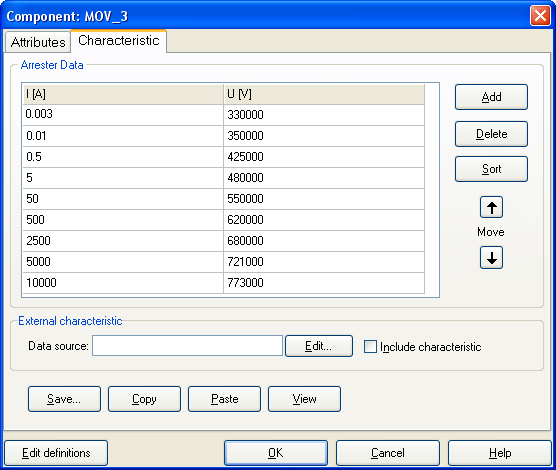 Component: MOV_3
Attributes Characteristic
Arrester Data
I [A] U [V]
0.003 330000
0.01 350000
0.5 425000
5 480000
50 550000
500 620000
2500 680000
5000 721000
10000 773000
Add
Delete
Sort
Move
External characteristic
Data source: Edit... Include characteristic
Save... Copy Paste View
Edit definitions OK Cancel Help